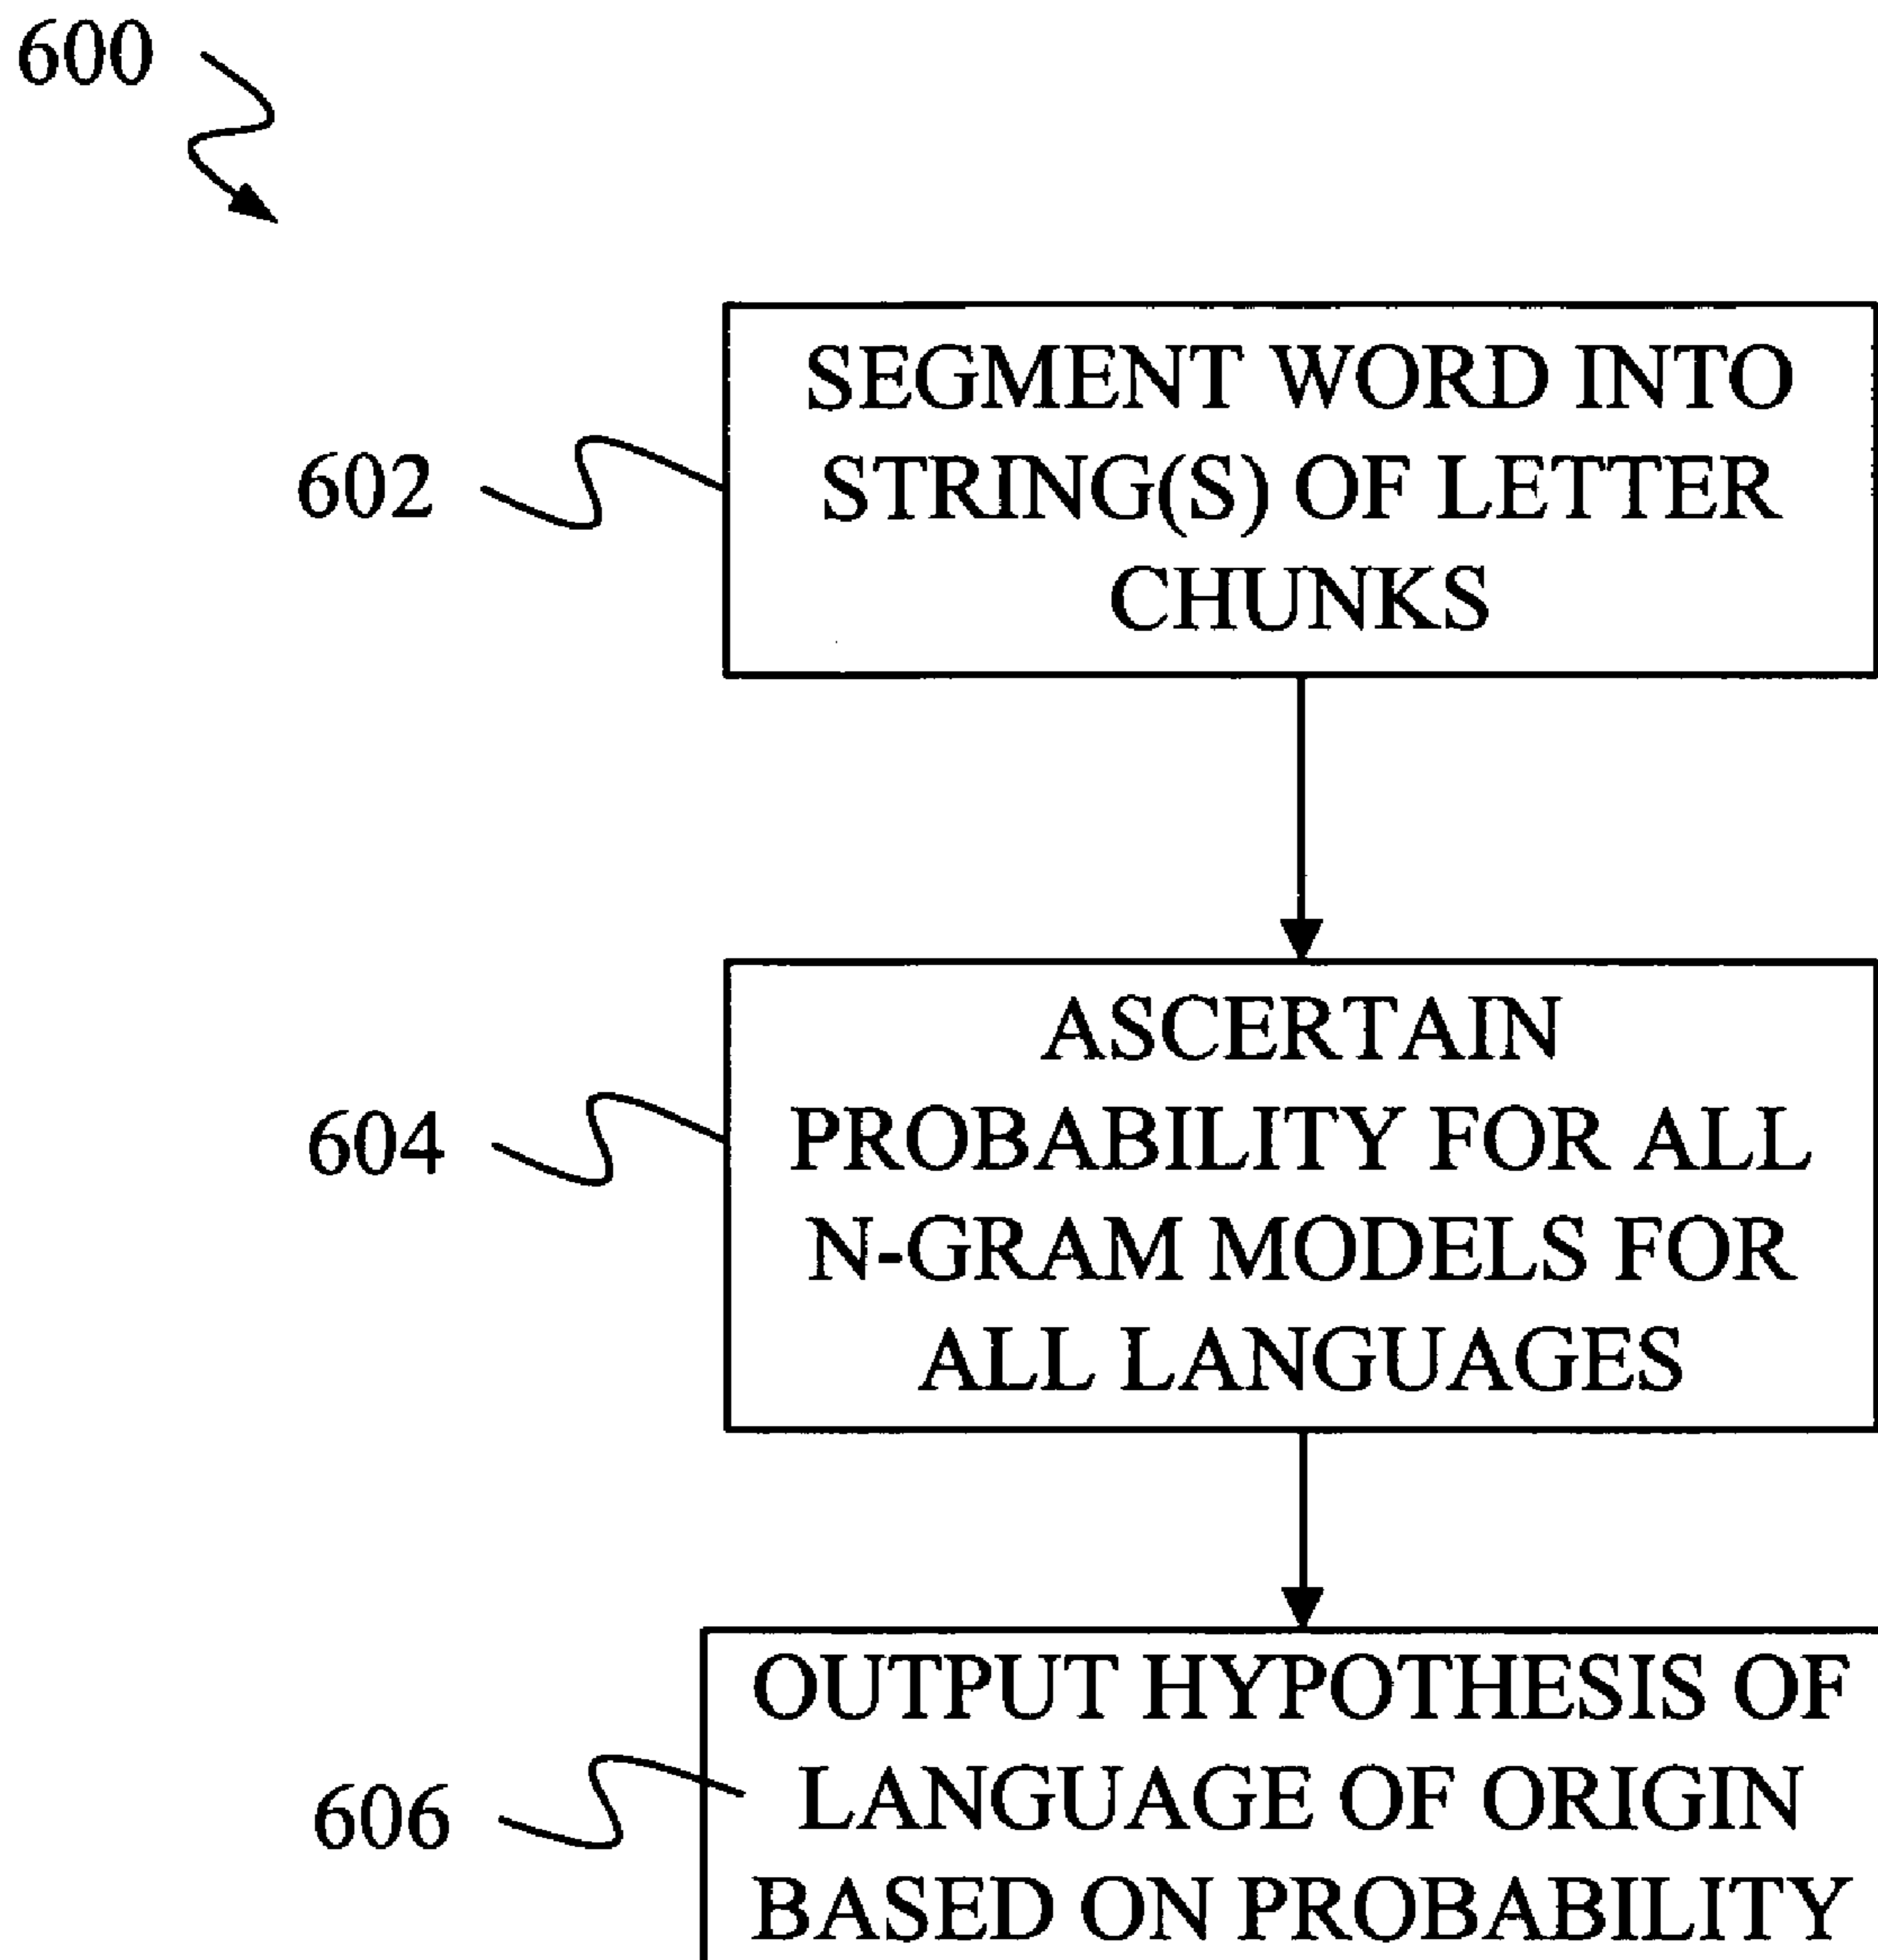 600
SEGMENT WORD INTO
STRING(S) OF LETTER
CHUNKS
602
ASCERTAIN
PROBABILITY FOR ALL
N-GRAM MODELS FOR
ALL LANGUAGES
604
OUTPUT HYPOTHESIS OF
LANGUAGE OF ORIGIN
BASED ON PROBABILITY
606